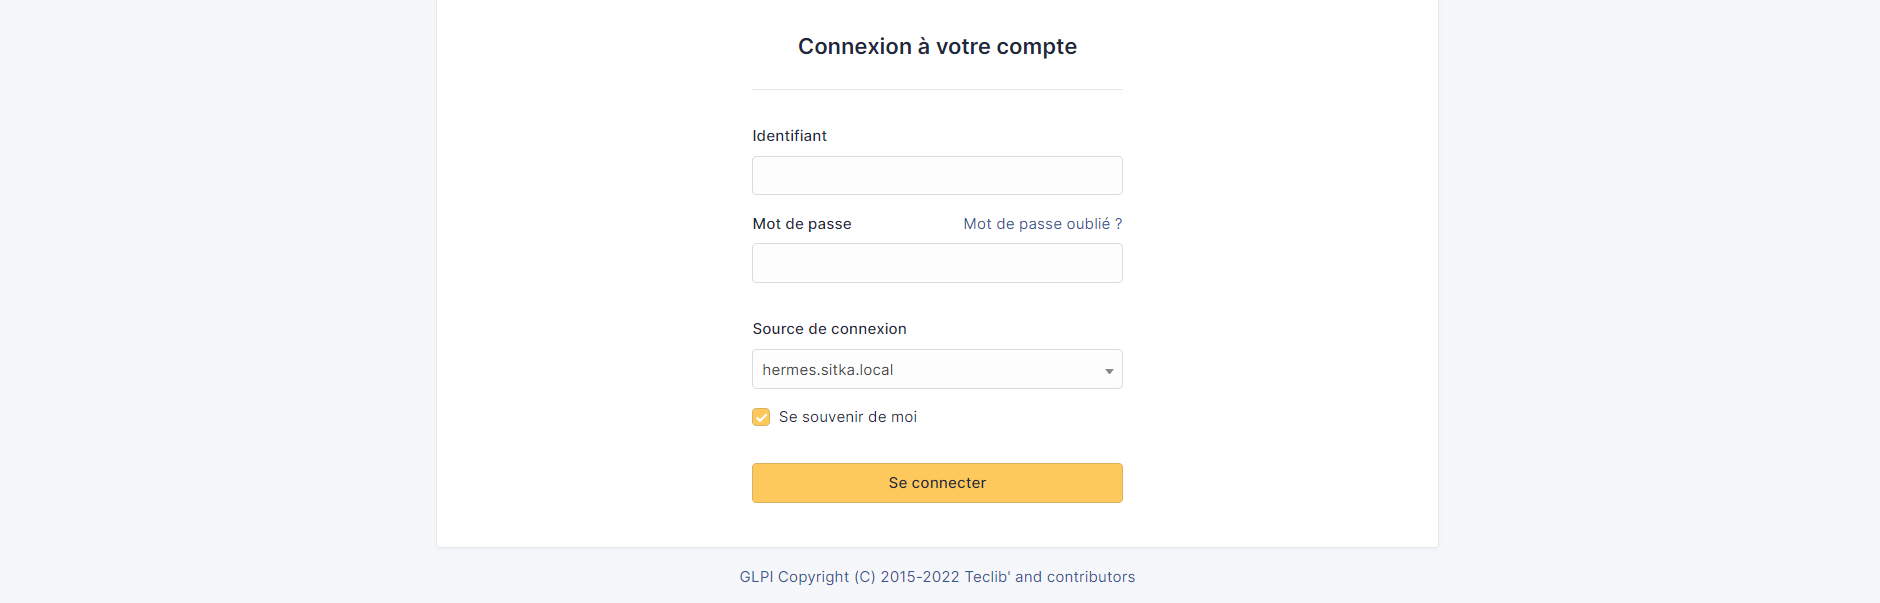 Connexion à votre compte
Identifiant
Mot de passe Mot de passe oublié ?
Source de connexion
hermes.sitka.local
Se souvenir de moi
Se connecter
GLPI Copyright (C) 2015-2022 Teclib' and contributors